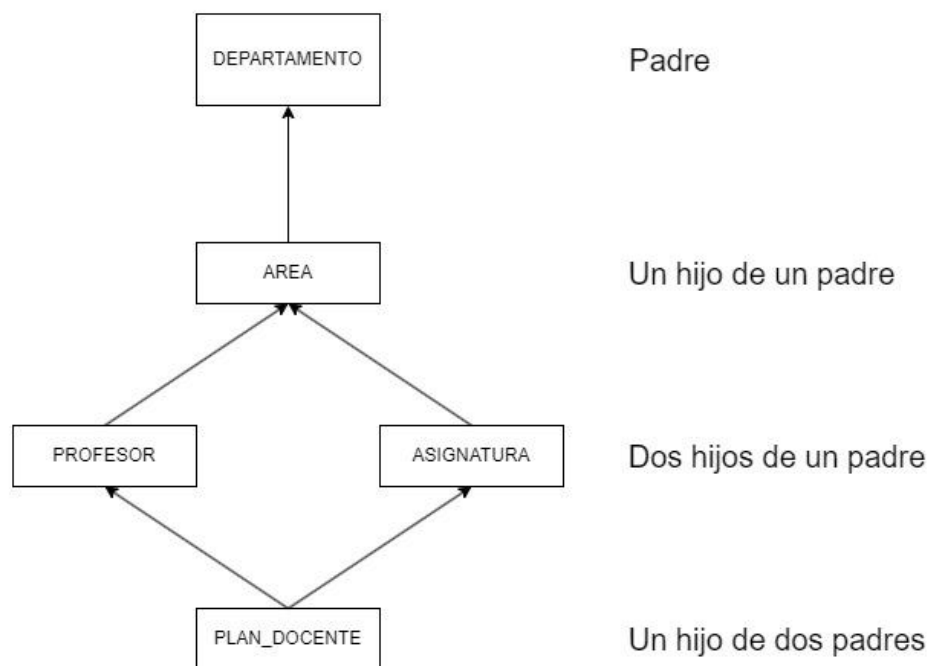 DEPARTAMENTO
Padre
AREA
Un hijo de un padre
PROFESOR
ASIGNATURA
Dos hijos de un padre
PLAN_DOCENTE
Un hijo de dos padres